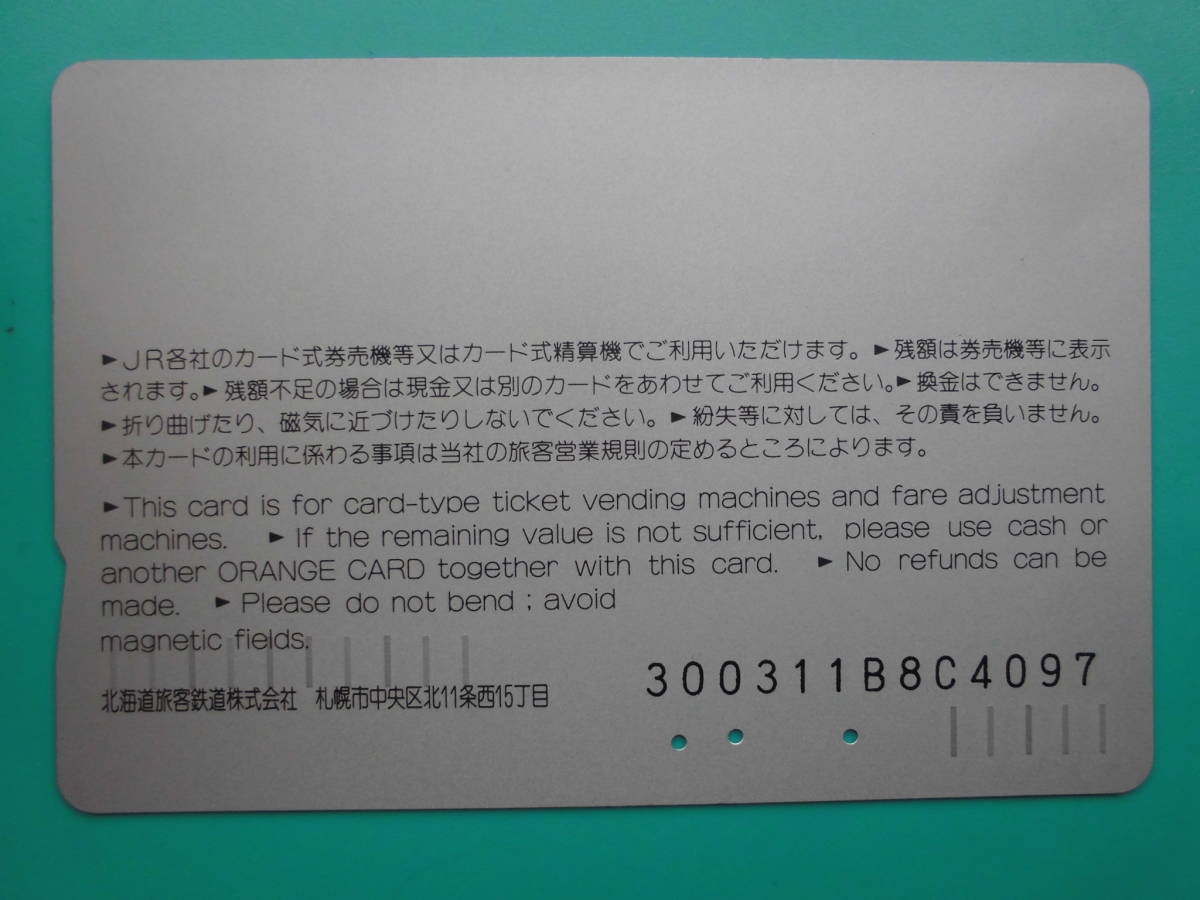 ►JR各社のカード式券売機等又はカード式精算機でご利用いただけます。►残額は券売機等に表示
されます。►残額不足の場合は現金又は別のカードをあわせてご利用ください。►換金はできません。
►折り曲げたり、磁気に近づけたりしないでください。►紛失等に対しては、その責を負いません。
►本カードの利用に係わる事項は当社の旅客営業規則の定めるところによります。
►This card is for card-type ticket vending machines and fare adjustment
machines. ►If the remaining value is not sufficient, please use cash or
another ORANGE CARD together with this card. ►No refunds can be
made. ►Please do not bend ; avoid
magnetic fields.
300311B8C4097
北海道旅客鉄道株式会社 札幌市中央区北11条西15丁目